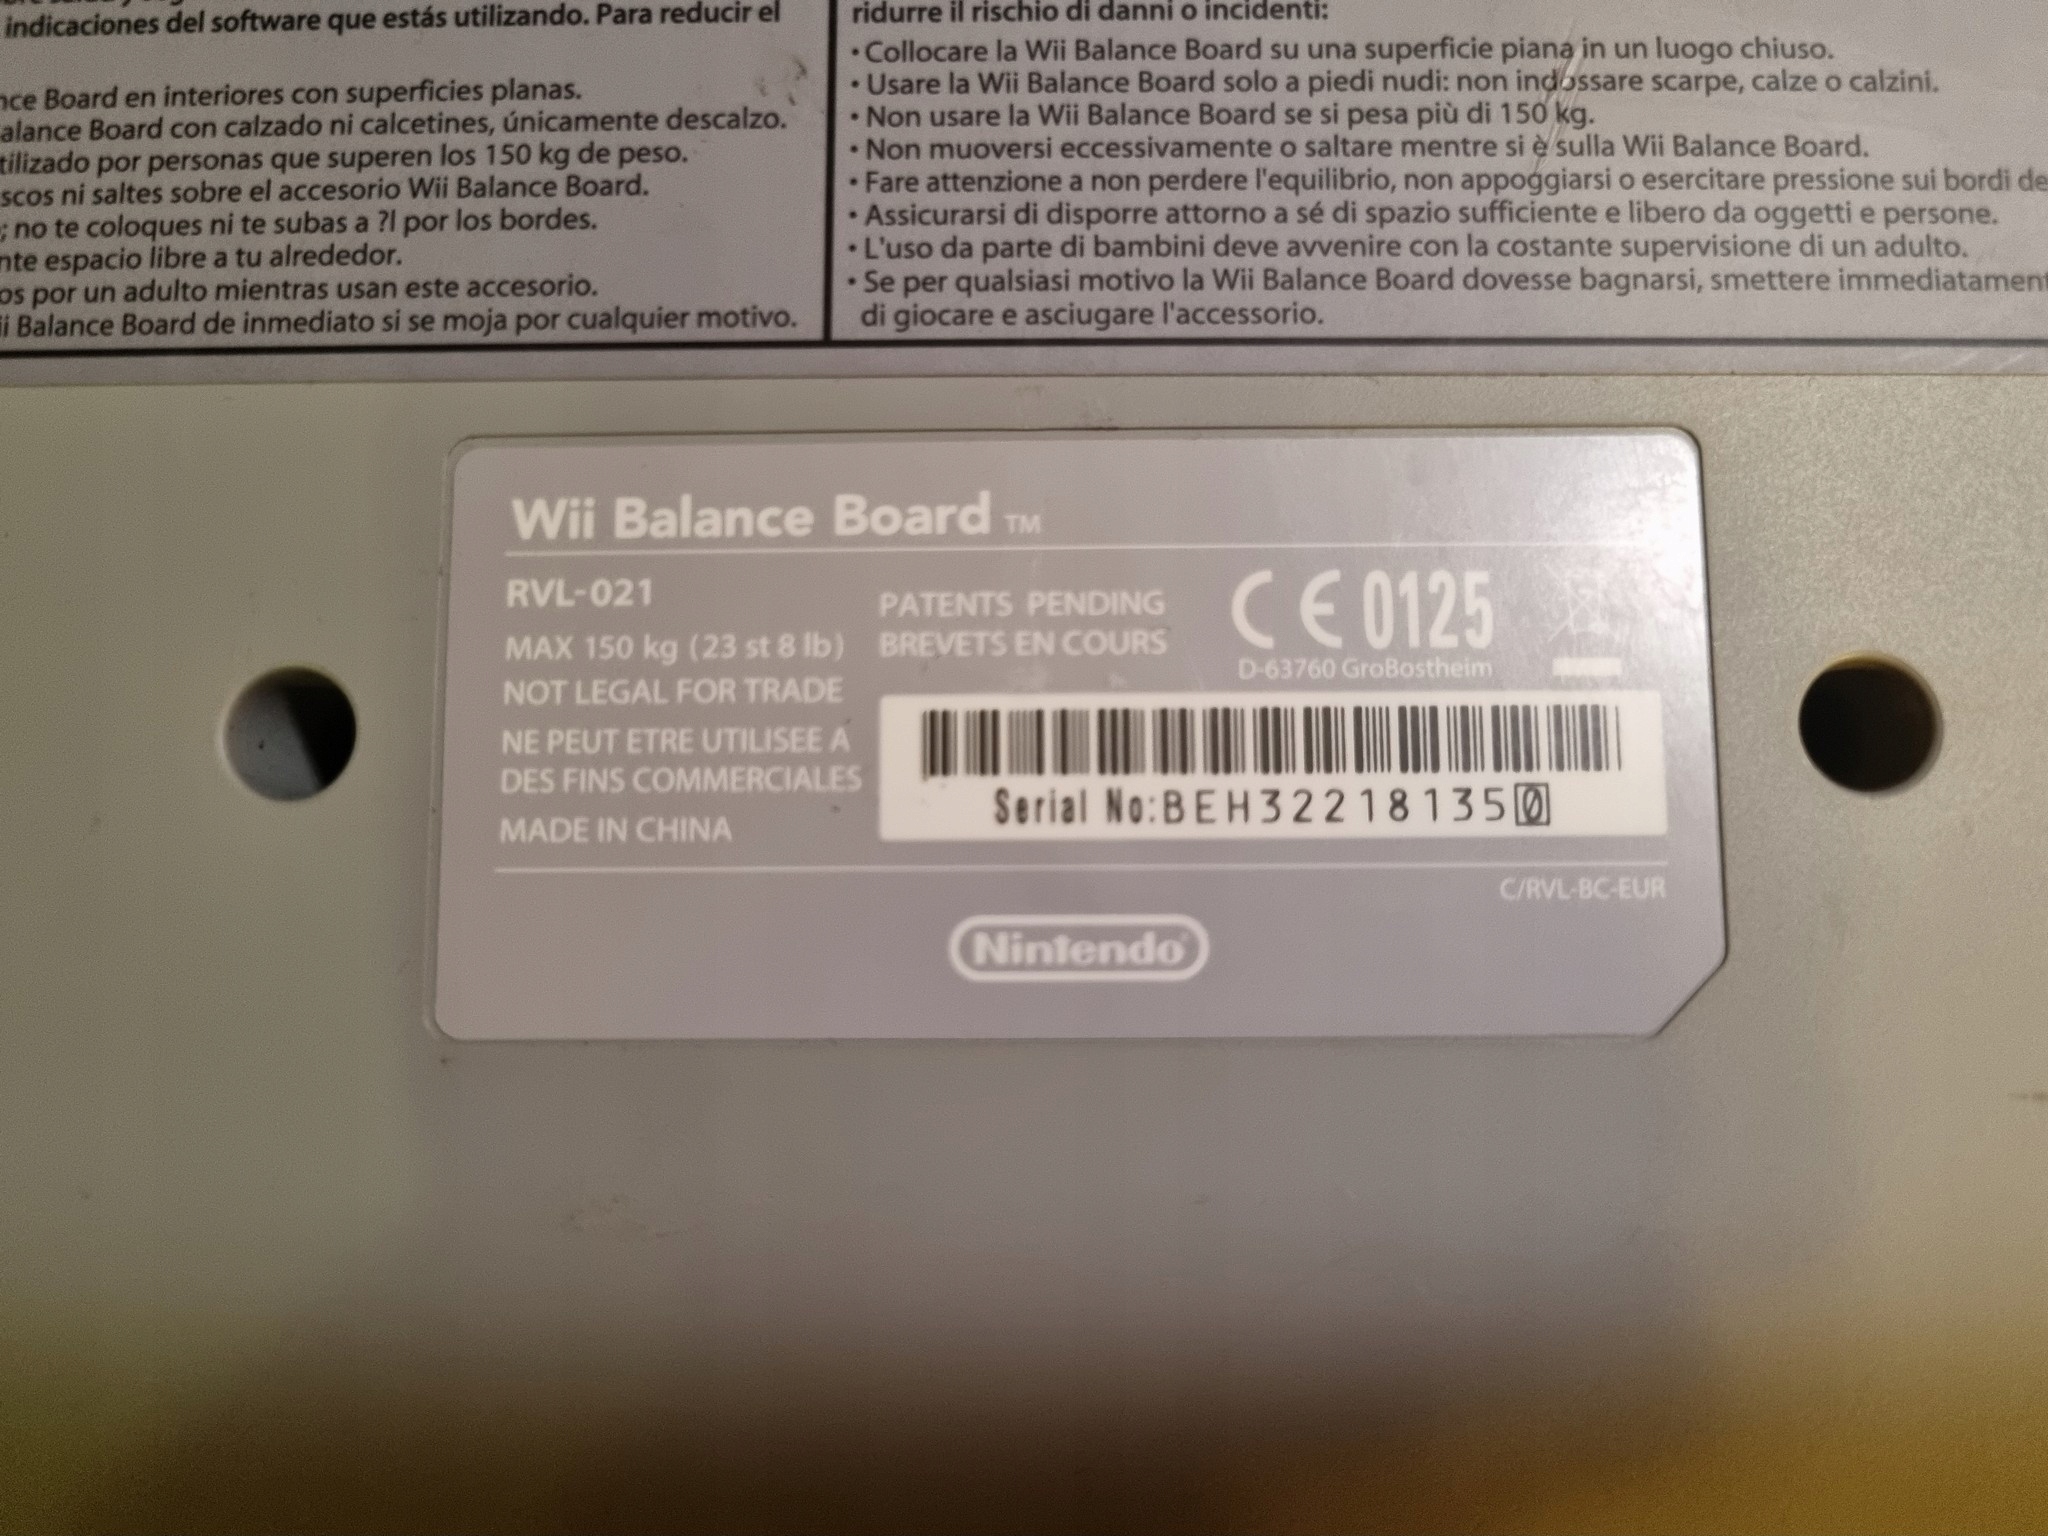 indicaciones del software que estás utilizando. Para reducir el
nce Board en interiores con superficies planas.
alance Board con calzado ni calcetines, únicamente descalzo.
tilizado por personas que superen los 150 kg de peso.
scos ni saltes sobre el accesorio Wii Balance Board.
; no te coloques ni te subas a ?l por los bordes.
nte espacio libre a tu alrededor.
os por un adulto mientras usan este accesorio.
ii Balance Board de inmediato si se moja por cualquier motivo.
ridurre il rischio di danni o incidenti:
• Collocare la Wii Balance Board su una superficie piana in un luogo chiuso.
• Usare la Wii Balance Board solo a piedi nudi: non indossare scarpe, calze o calzini.
• Non usare la Wii Balance Board se si pesa più di 150 kg.
• Non muoversi eccessivamente o saltare mentre si è sulla Wii Balance Board.
• Fare attenzione a non perdere l'equilibrio, non appoggiarsi o esercitare pressione sui bordi de
• Assicurarsi di disporre attorno a sé di spazio sufficiente e libero da oggetti e persone.
• L'uso da parte di bambini deve avvenire con la costante supervisione di un adulto.
• Se per qualsiasi motivo la Wii Balance Board dovesse bagnarsi, smettere immediatament
di giocare e asciugare l'accessorio.
Wii Balance Board TM
RVL-021
MAX 150 kg (23 st 8 lb)
NOT LEGAL FOR TRADE
NE PEUT ETRE UTILISEE A
DES FINS COMMERCIALES
MADE IN CHINA
PATENTS PENDING
BREVETS EN COURS
CE 0125
D-63760 GroBostheim
Serial No:BEH322181350
C/RVL-BC-EUR
Nintendo